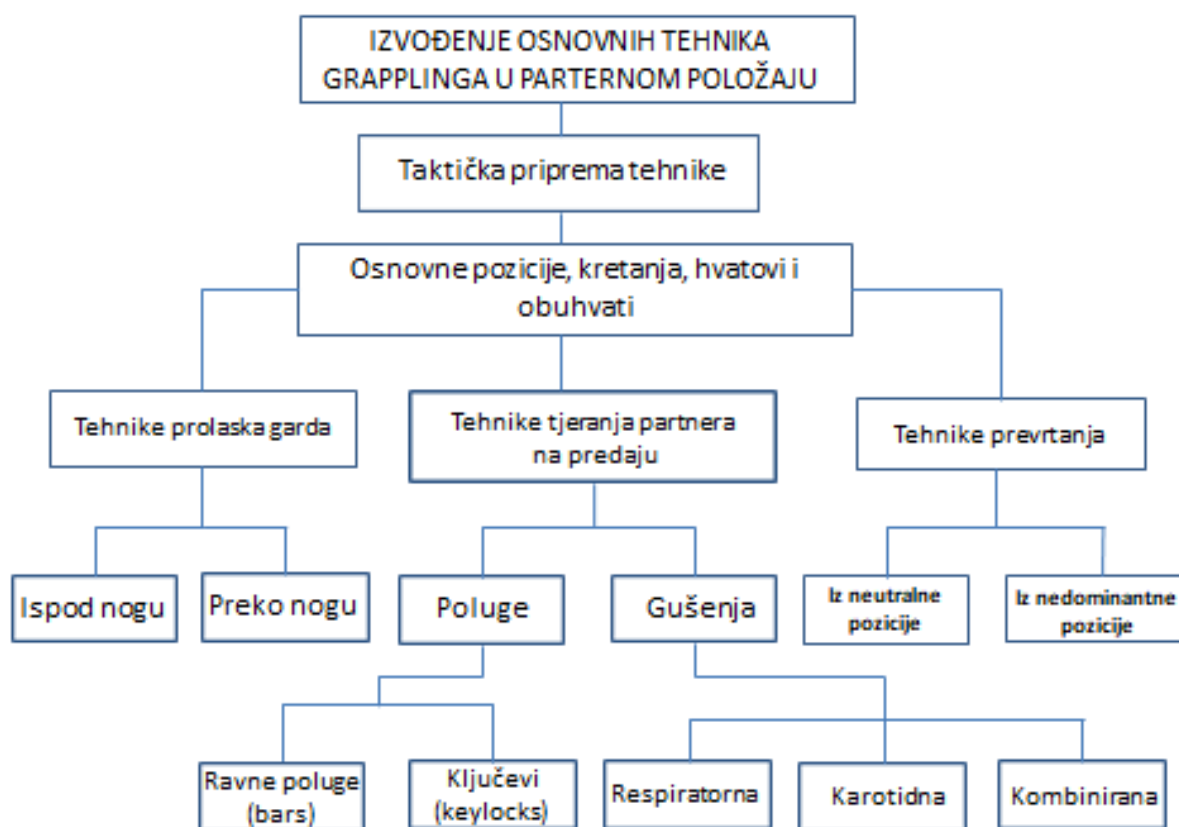 IZVOĐENJE OSNOVNIH TEHNIKA
GRAPPLINGA U PARTERNOM POLOŽAJU
Taktička priprema tehnike
Osnovne pozicije, kretanja, hvatovi i
obuhvati
Tehnike prolaska garda
Tehnike tjeranja partnera
na predaju
Tehnike prevrtanja
Ispod nogu
Preko nogu
Poluge
Gušenja
Iz neutralne
pozicije
Iz nedominantne
pozicije
Ravne poluge
(bars)
Ključevi
(keylocks)
Respiratorna
Karotidna
Kombinirana